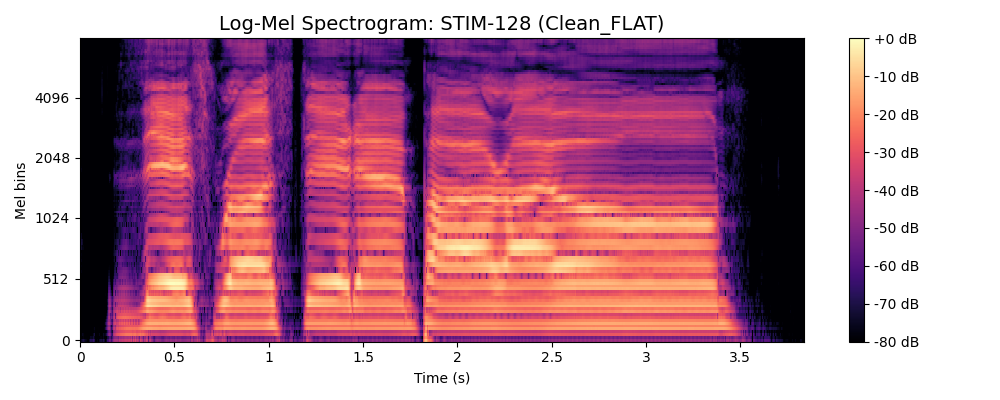 Log-Mel Spectrogram: STIM-128 (Clean_FLAT)
Mel bins
4096
2048
1024
512
0
0
0.5
1
1.5
2
2.5
3
3.5
Time (s)
+0 dB
-10 dB
-20 dB
-30 dB
-40 dB
-50 dB
-60 dB
-70 dB
-80 dB